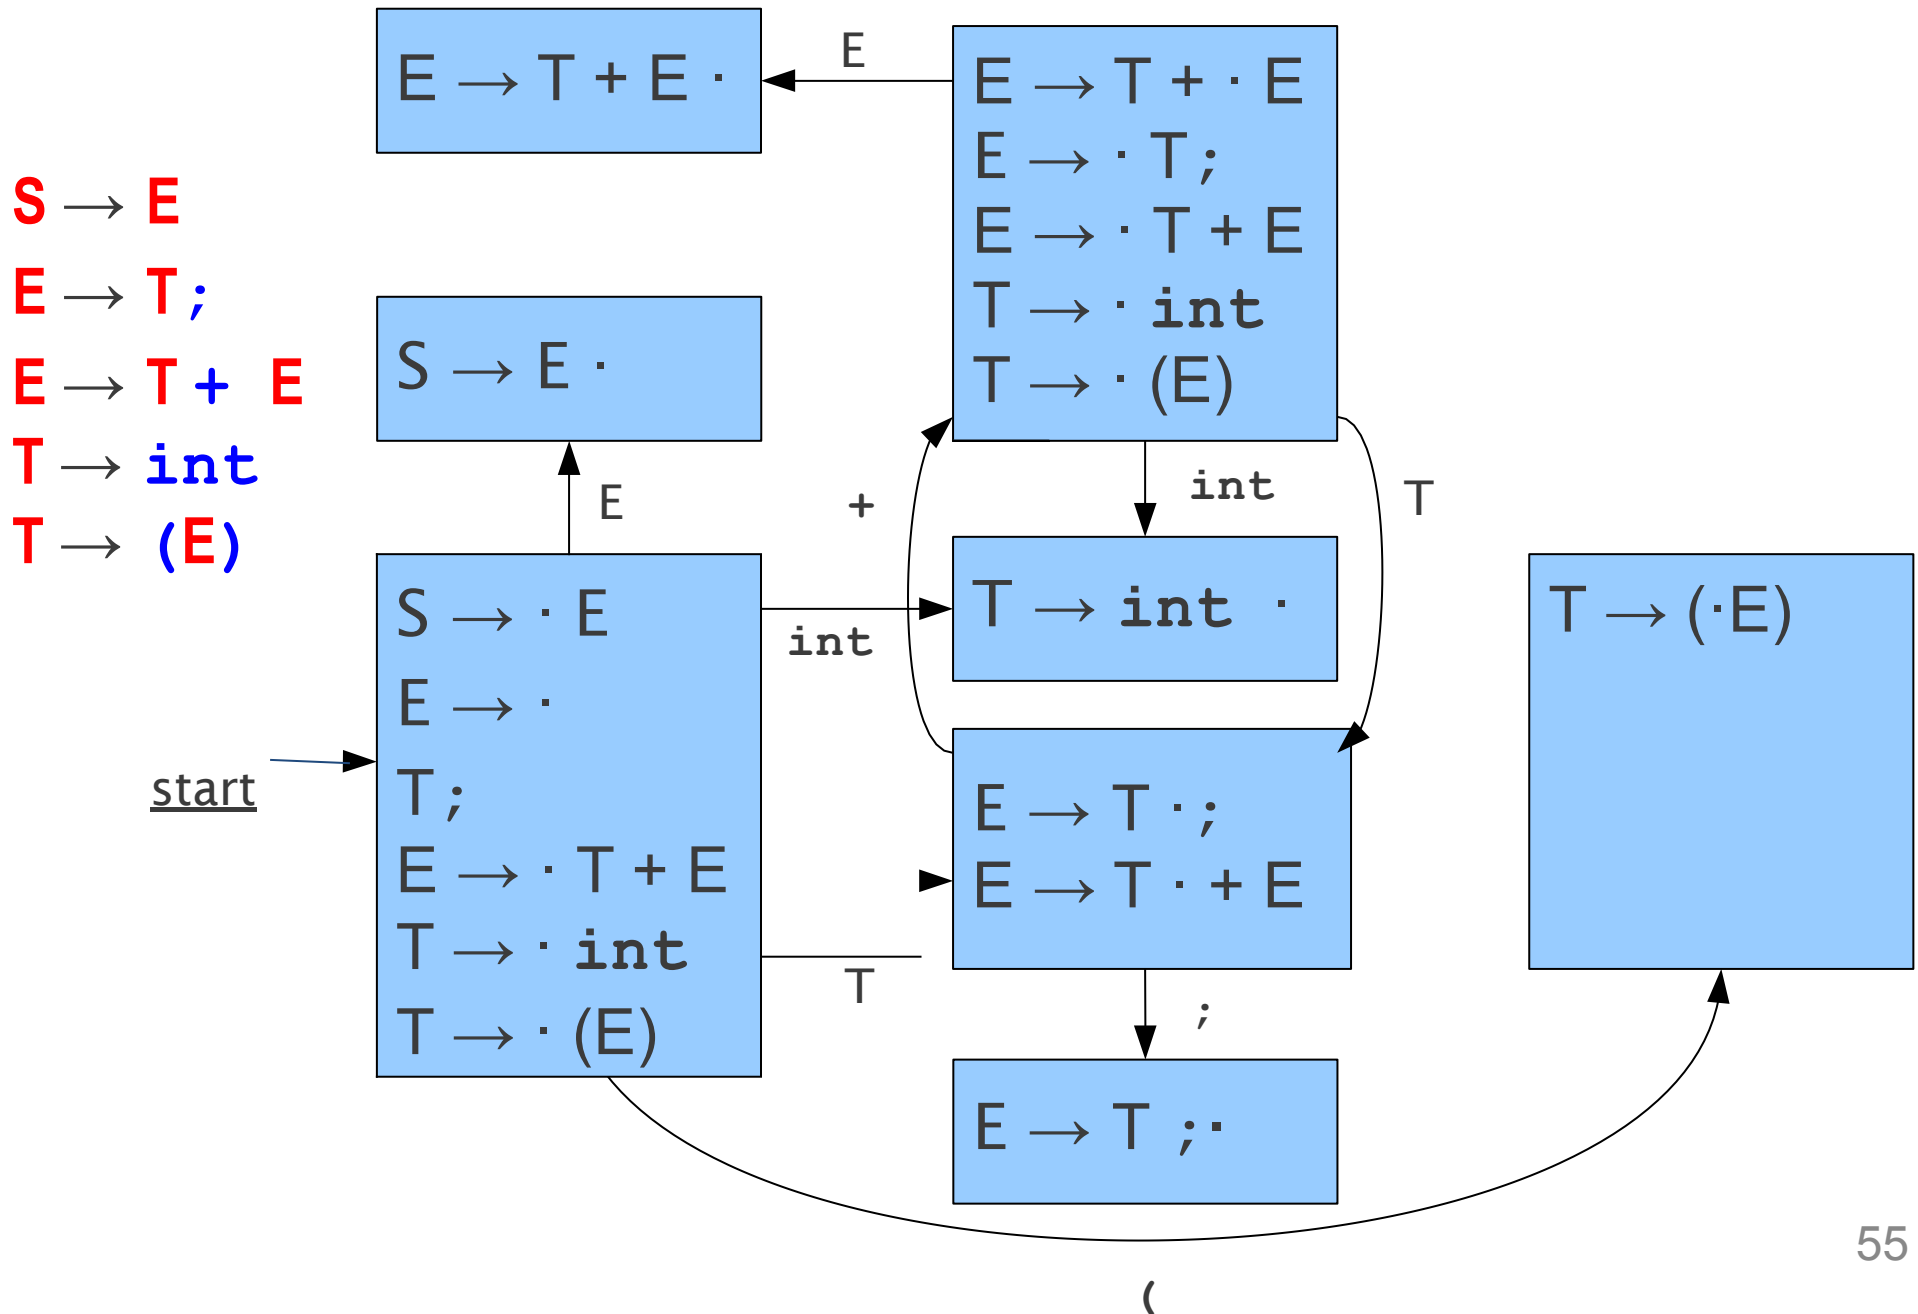 S → E
E → T;
E → T + E
T → int
T → (E)
start
E → T + E ·
E
E → T + · E
E → · T;
E → · T + E
T → · int
T → · (E)
S → E ·
E
+
int
T
S → · E
E → ·
T;
E → · T + E
T → · int
T → · (E)
int
T → int ·
T → (·E)
E → T ·;
E → T · + E
T
;
E → T ;·
(
55